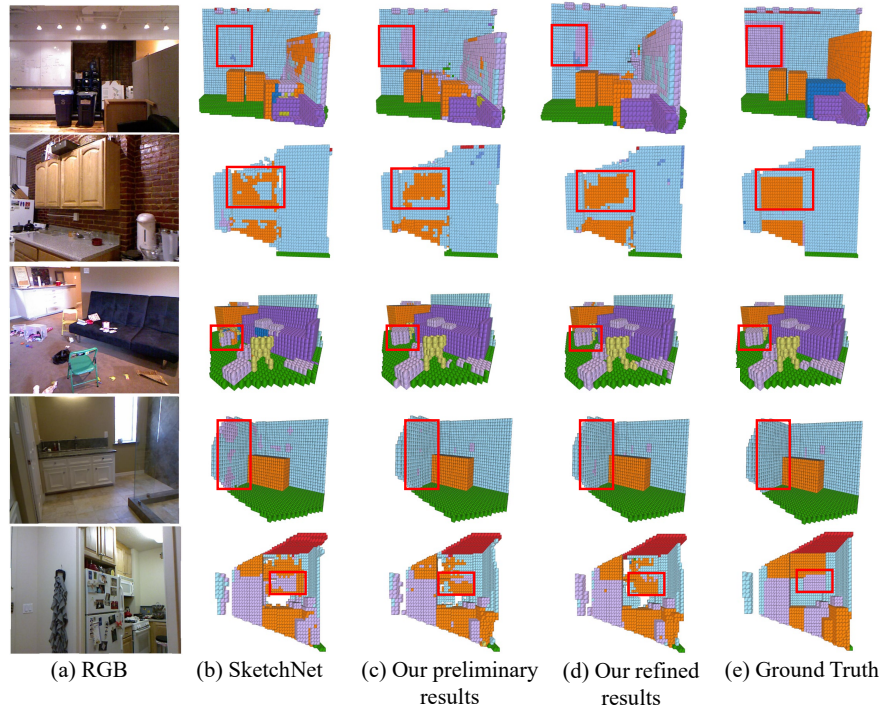 (a) RGB
(b) SketchNet
(c) Our preliminary
results
(d) Our refined
results
(e) Ground Truth